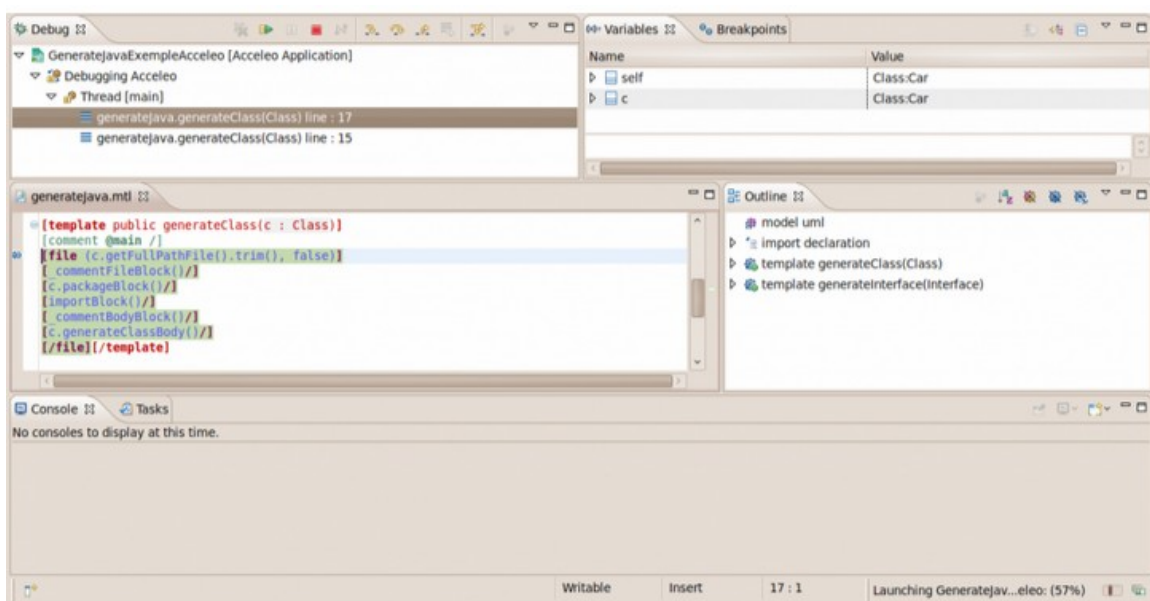 Debug
GenerateJavaExempleAcceleo [Acceleo Application]
Debugging Acceleo
Thread [main]
generateJava.generateClass(Class) line : 17
generateJava.generateClass(Class) line : 15
Variables
Breakpoints
Name Value
self Class:Car
c Class:Car
generateJava.mtl
[template public generateClass(c : Class)]
[comment @main /]
[file (c.getFullPathFile().trim(), false)]
[_commentFileBlock()/]
[c.packageBlock()/]
[importBlock()/]
[_commentBodyBlock()/]
[c.generateClassBody()/]
[/file][/template]
Outline
model uml
import declaration
template generateClass(Class)
template generateInterface(Interface)
Console Tasks
No consoles to display at this time.
Writable Insert 17 : 1 Launching GenerateJav...eleo: (57%)